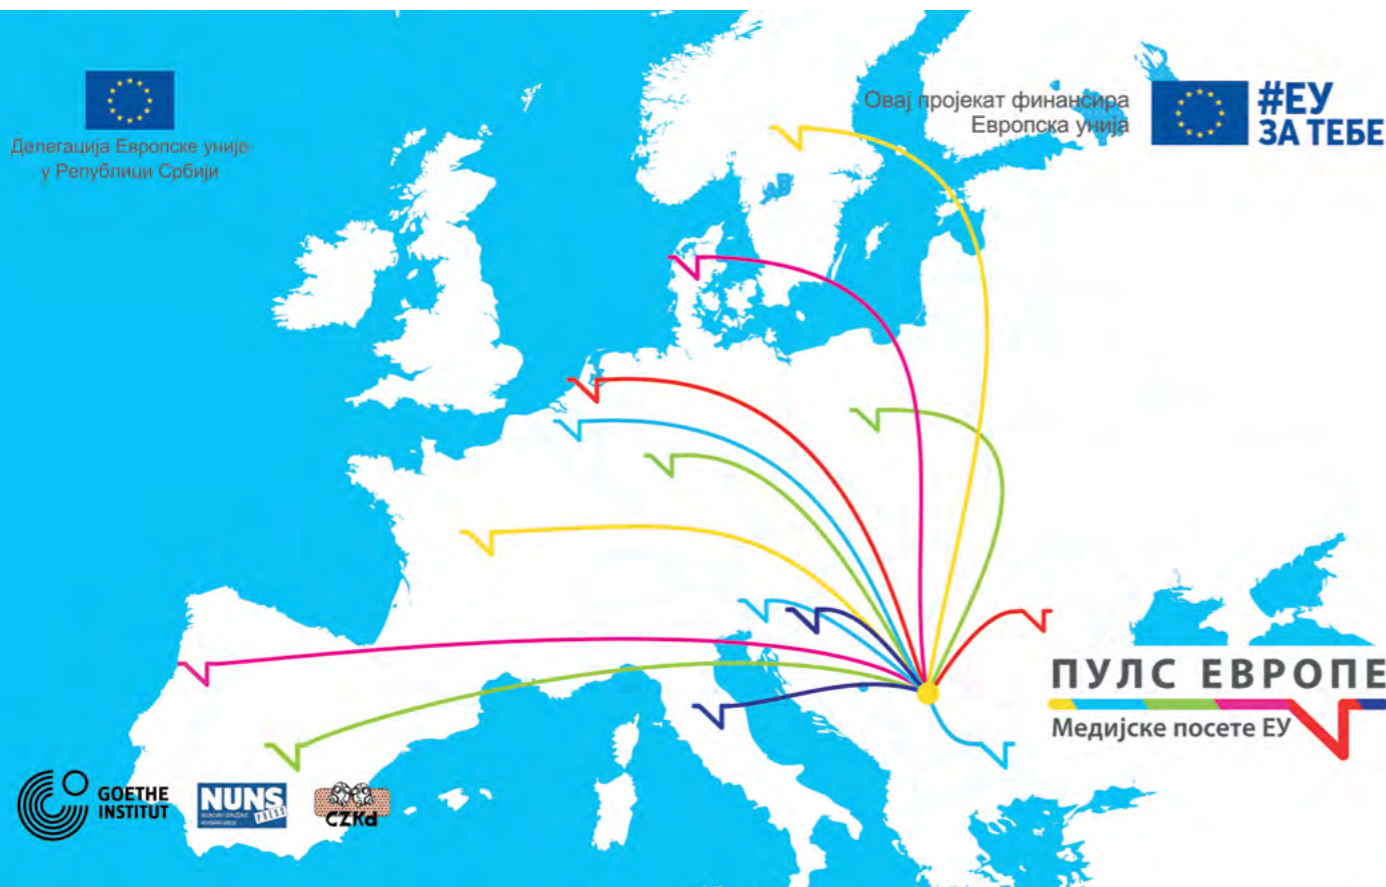 Делегација Европске уније
у Републици Србији
Овај пројекат финансира
Европска унија
#ЕУ
ЗА ТЕБЕ
ПУЛС ЕВРОПЕ
Медијске посете ЕУ
GOETHE
INSTITUT
NUNS
PRESS
CZKd